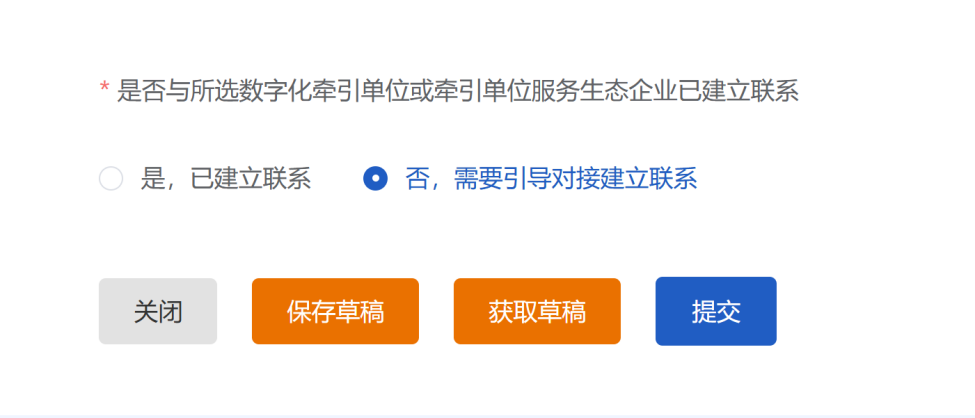 * 是否与所选数字化牵引单位或牵引单位服务生态企业已建立联系
是，已建立联系 否，需要引导对接建立联系
关闭 保存草稿 获取草稿 提交